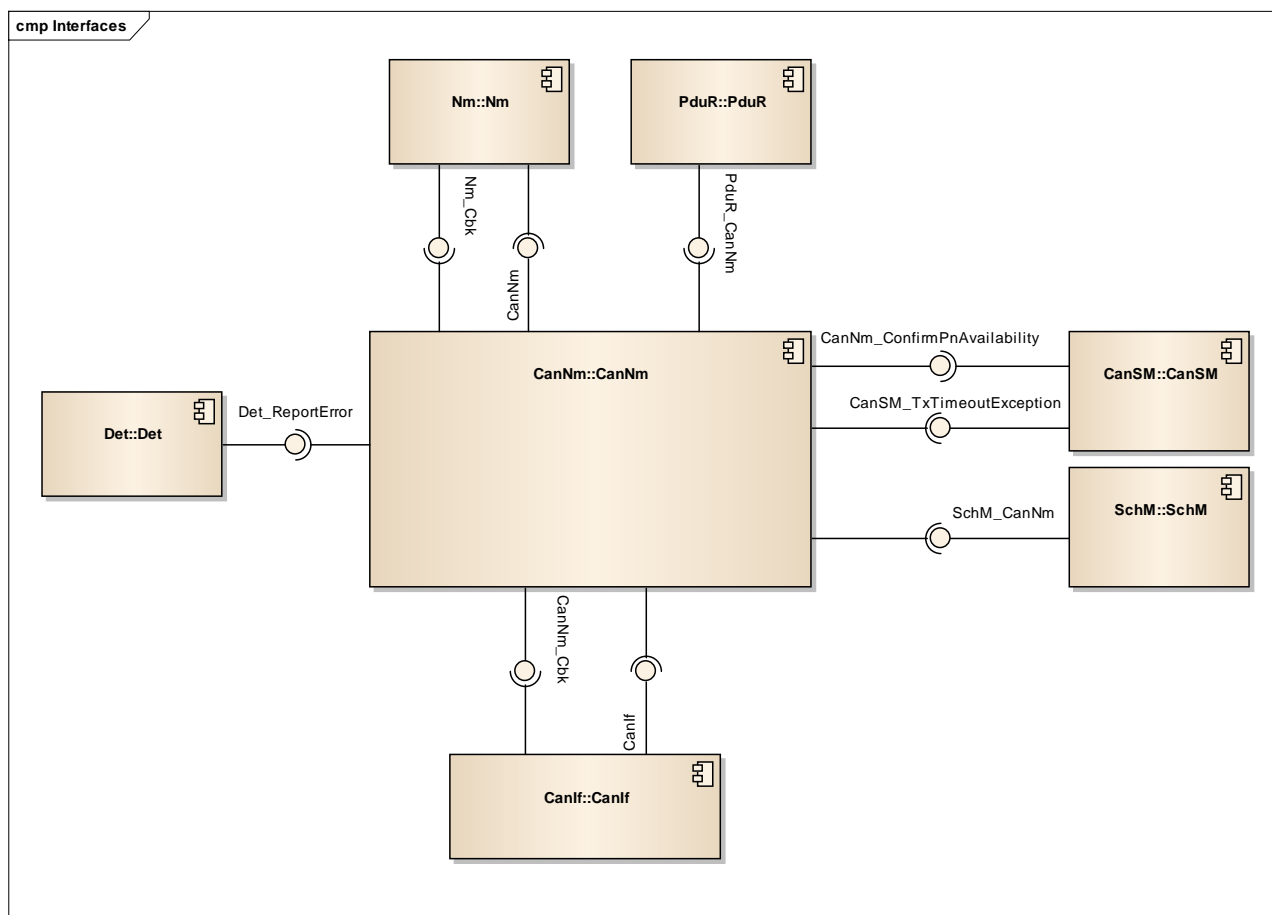 cmp Interfaces
Nm::Nm
PduR::PduR
Nm_Cbk
CanNm
PduR_CanNm
CanNm::CanNm
CanNm_ConfirmPnAvailability
CanSM::CanSM
CanSM_TxTimeoutException
Det::Det
Det_ReportError
SchM::SchM
SchM_CanNm
CanNm_Cbk
CanIf
CanIf::CanIf